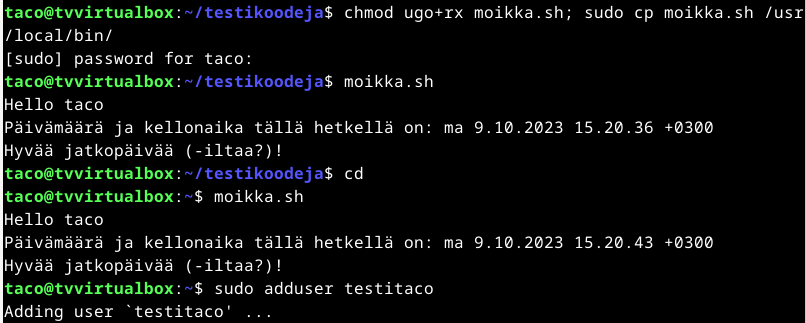 taco@tvvirtualbox:~/testikoodeja$ chmod ugo+rx moikka.sh; sudo cp moikka.sh /usr
/local/bin/
[sudo] password for taco:
taco@tvvirtualbox:~/testikoodeja$ moikka.sh
Hello taco
Päivämäärä ja kellonaika tällä hetkellä on: ma 9.10.2023 15.20.36 +0300
Hyvää jatkopäivää (-iltaa?)!
taco@tvvirtualbox:~/testikoodeja$ cd
taco@tvvirtualbox:~$ moikka.sh
Hello taco
Päivämäärä ja kellonaika tällä hetkellä on: ma 9.10.2023 15.20.43 +0300
Hyvää jatkopäivää (-iltaa?)!
taco@tvvirtualbox:~$ sudo adduser testitaco
Adding user `testitaco' ...